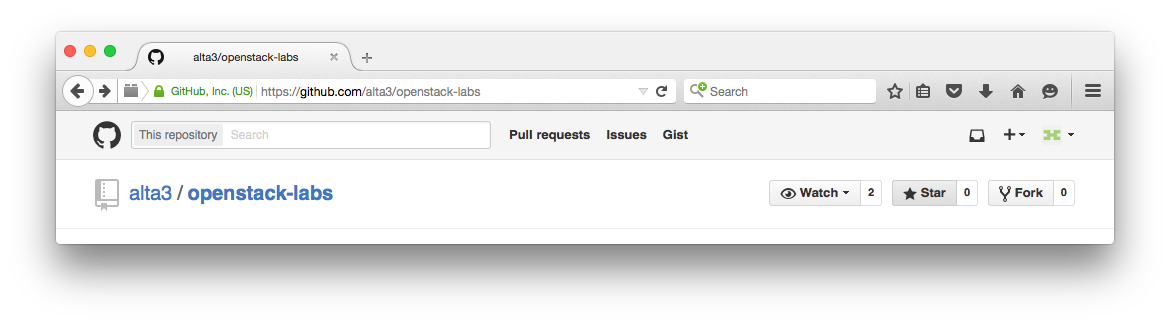 alta3/openstack-labs
GitHub, Inc. (US) https://github.com/alta3/openstack-labs Search
This repository Search Pull requests Issues Gist
alta3 / openstack-labs Watch 2 Star 0 Fork 0